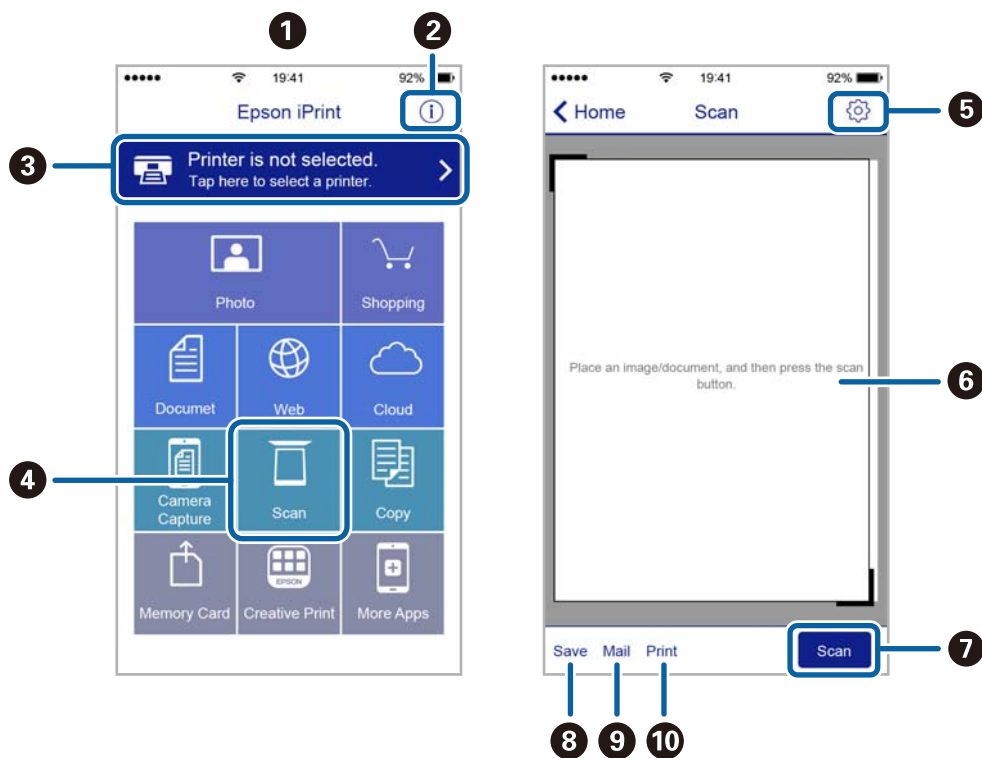 1
2
19:41
92%
Epson iPrint
i
3
Printer is not selected.
Tap here to select a printer.
Photo
Shopping
Documet
Web
Cloud
4
Camera
Capture
Scan
Copy
EPSON
Memory Card
Creative Print
More Apps
19:41
92%
Home
Scan
5
Place an image/document, and then press the scan
button.
6
Save
Mail
Print
Scan
7
8
9
10